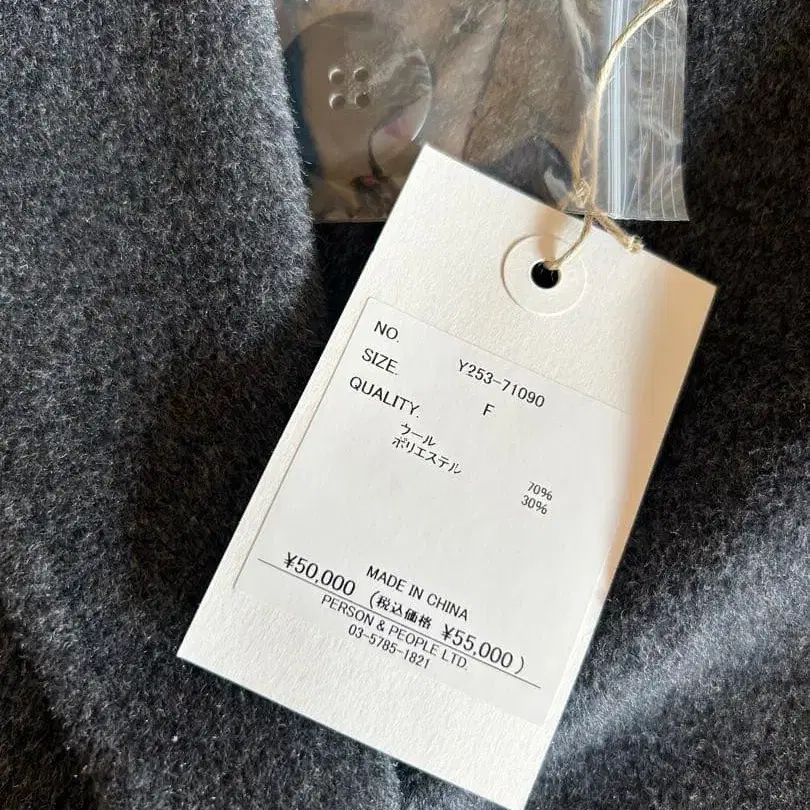 NO. Y253-71090
SIZE. F
QUALITY.
ウール 70%
ポリエステル 30%
MADE IN CHINA
¥50,000 (税込価格 ¥55,000)
PERSON & PEOPLE LTD.
03-5785-1821